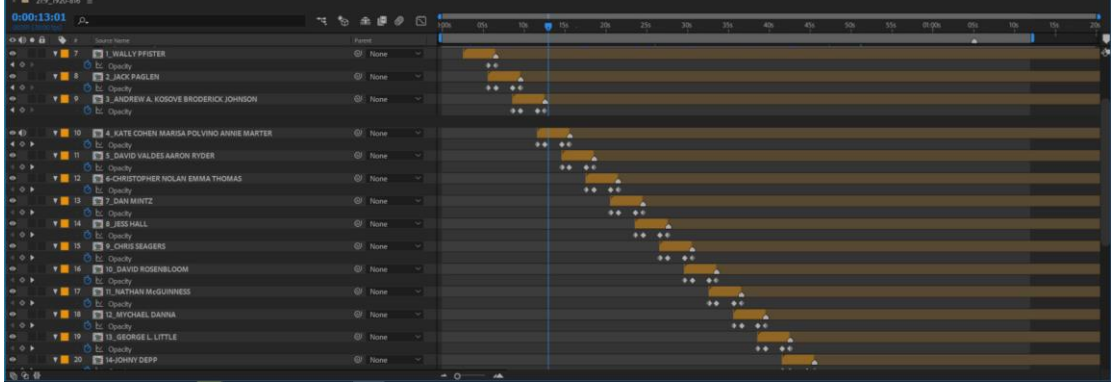 0:00:13:01
# Source Name Parent
:00s 05s 10s 15s 20s 25s 30s 35s 40s 45s 50s 55s 01:00s 05s 10s 15s 20s
7 1_WALLY PFISTER None
Opacity
8 2_JACK PAGLEN None
Opacity
9 3_ANDREW A. KOSOVE BRODERICK JOHNSON None
Opacity
10 4_KATE COHEN MARISA POLVINO ANNIE MARTER None
Opacity
11 5_DAVID VALDES AARON RYDER None
Opacity
12 6-CHRISTOPHER NOLAN EMMA THOMAS None
Opacity
13 7_DAN MINTZ None
Opacity
14 8_JESS HALL None
Opacity
15 9_CHRIS SEAGERS None
Opacity
16 10_DAVID ROSENBLOOM None
Opacity
17 11_NATHAN McGUINNESS None
Opacity
18 12_MYCHAEL DANNA None
Opacity
19 13_GEORGE L. LITTLE None
Opacity
20 14-JOHNY DEPP None